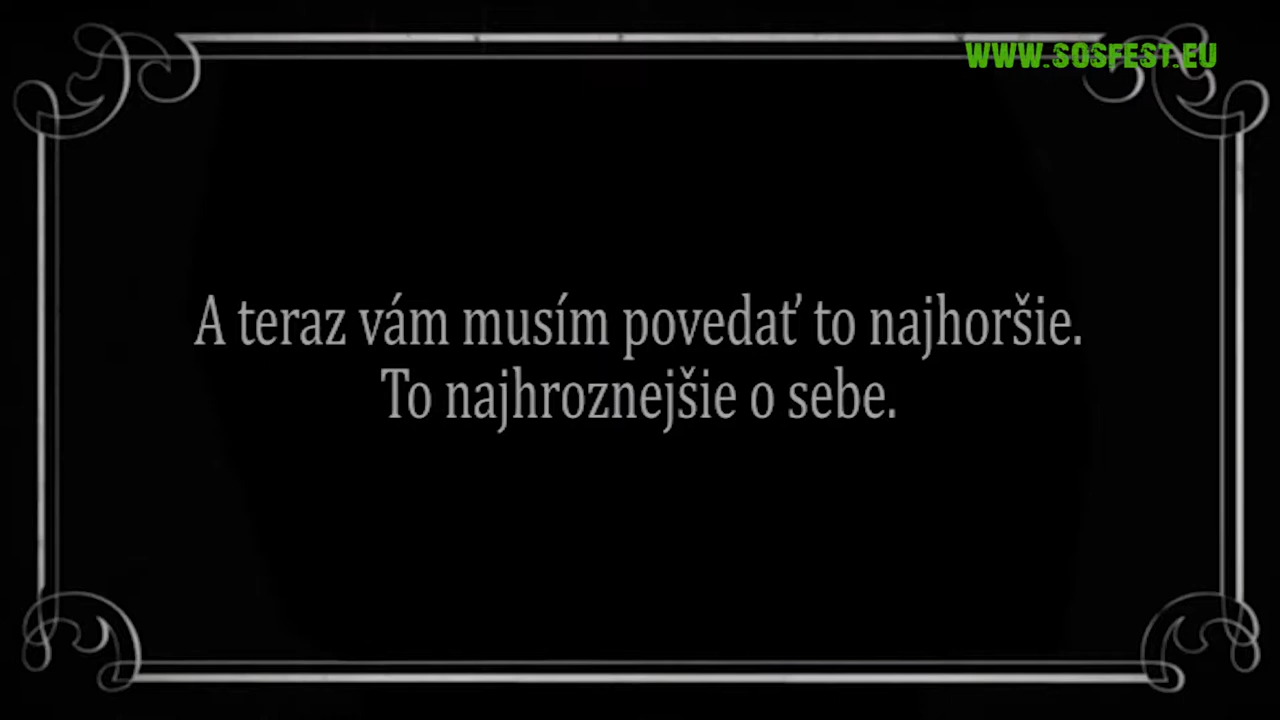 WWW.SOSFEST.EU
A teraz vám musím povedať to najhoršie.
To najhroznejšie o sebe.